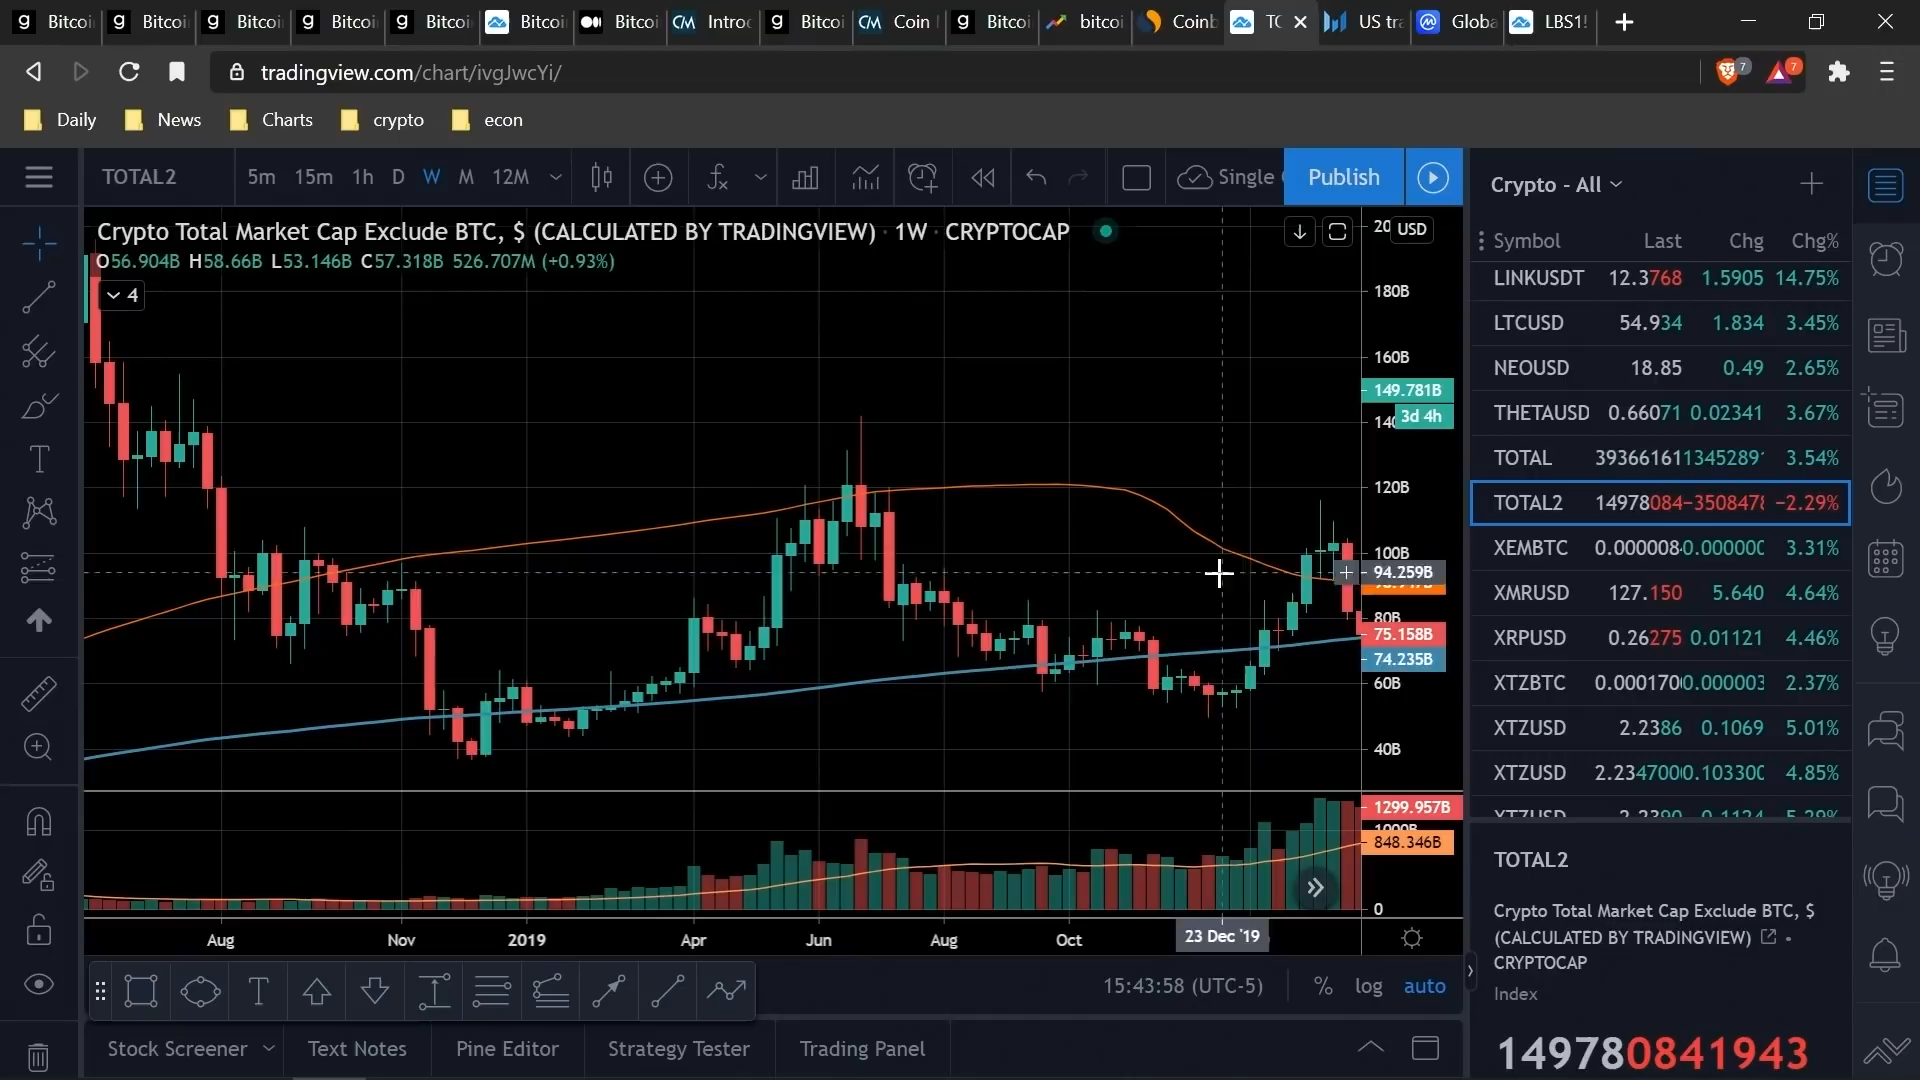 Bitcoi Bitcoi Bitcoi Bitcoi Bitcoi Bitcoi Bitcoi Introc Bitcoi Coin Bitcoi bitcoi Coinb TO US tra Globa LBS1!
tradingview.com/chart/ivgJwcYi/ 7 7
Daily News Charts crypto econ
TOTAL2 5m 15m 1h D W M 12M Single Publish
Crypto - All
Crypto Total Market Cap Exclude BTC, $ (CALCULATED BY TRADINGVIEW) · 1W · CRYPTOCAP
USD
O56.904B H58.66B L53.146B C57.318B 526.707M (+0.93%)
4
Symbol Last Chg Chg%
LINKUSDT 12.3768 1.5905 14.75%
LTCUSD 54.934 1.834 3.45%
NEOUSD 18.85 0.49 2.65%
THETAUSD 0.66071 0.02341 3.67%
TOTAL 3.54%
TOTAL2 −2.29%
XEMBTC 3.31%
XMRUSD 127.150 5.640 4.64%
XRPUSD 0.26275 0.01121 4.46%
XTZBTC 2.37%
XTZUSD 2.2386 0.1069 5.01%
XTZUSD 4.85%
180B
160B
149.781B
3d 4h
120B
100B
94.259B
80B
75.158B
74.235B
60B
40B
1299.957B
848.346B
0
Aug Nov 2019 Apr Jun Aug Oct 23 Dec '19
15:43:58 (UTC-5) % log auto
Stock Screener Text Notes Pine Editor Strategy Tester Trading Panel
TOTAL2
Crypto Total Market Cap Exclude BTC, $
(CALCULATED BY TRADINGVIEW)
CRYPTOCAP
Index
149780841943